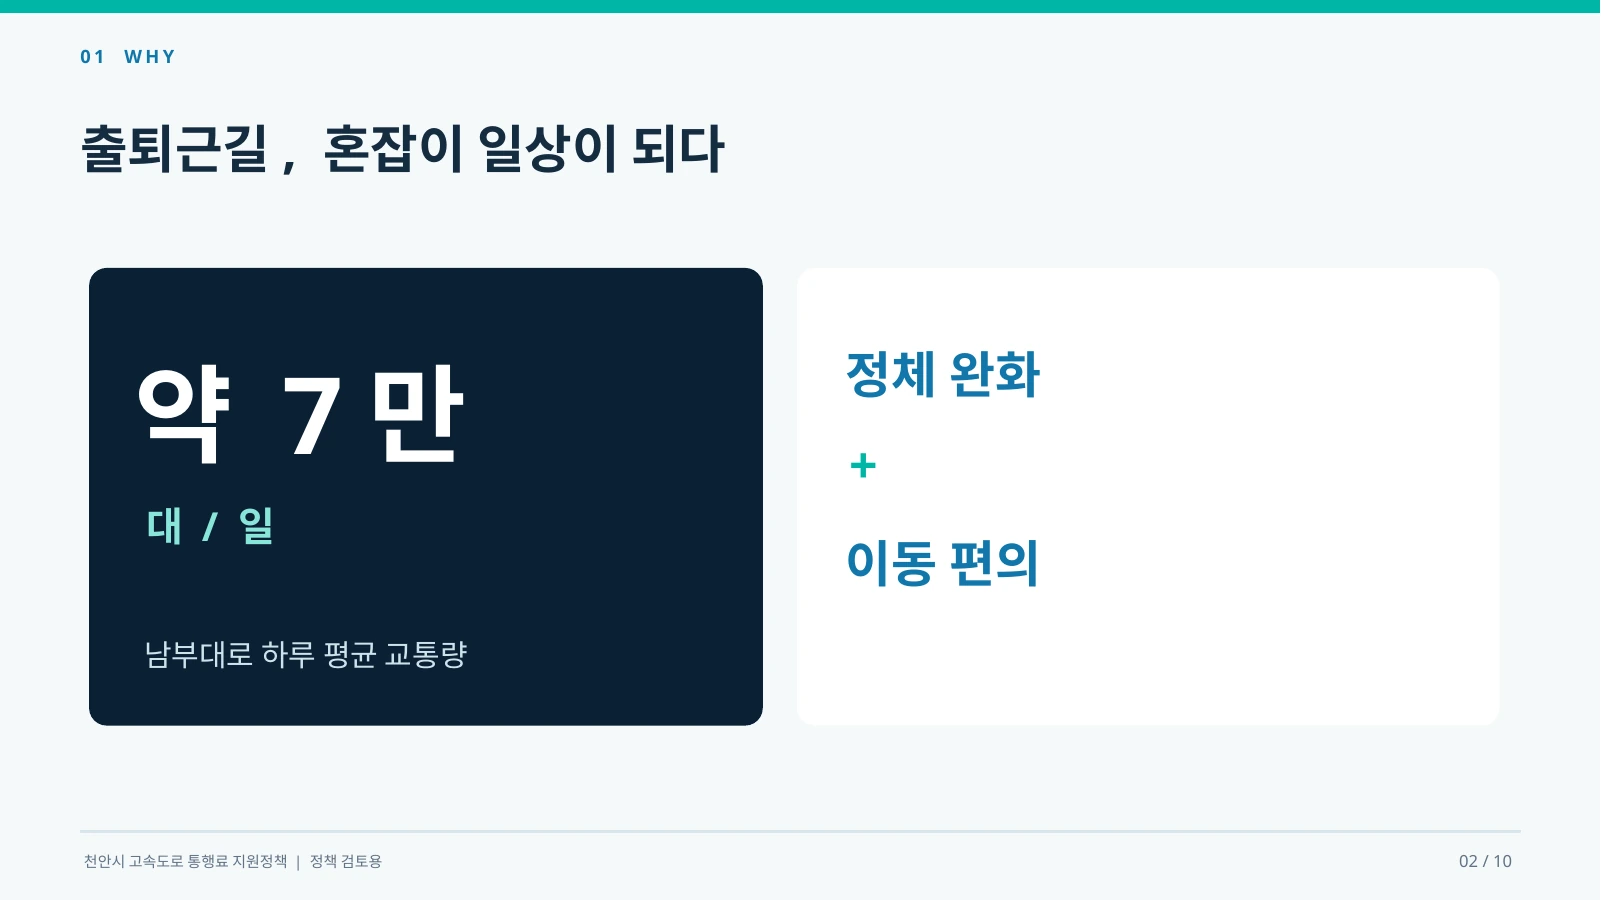 01 WHY
출퇴근길, 혼잡이 일상이 되다
약 7만
대 / 일
남부대로 하루 평균 교통량
정체 완화
+
이동 편의
천안시 고속도로 통행료 지원정책 | 정책 검토용
02 / 10